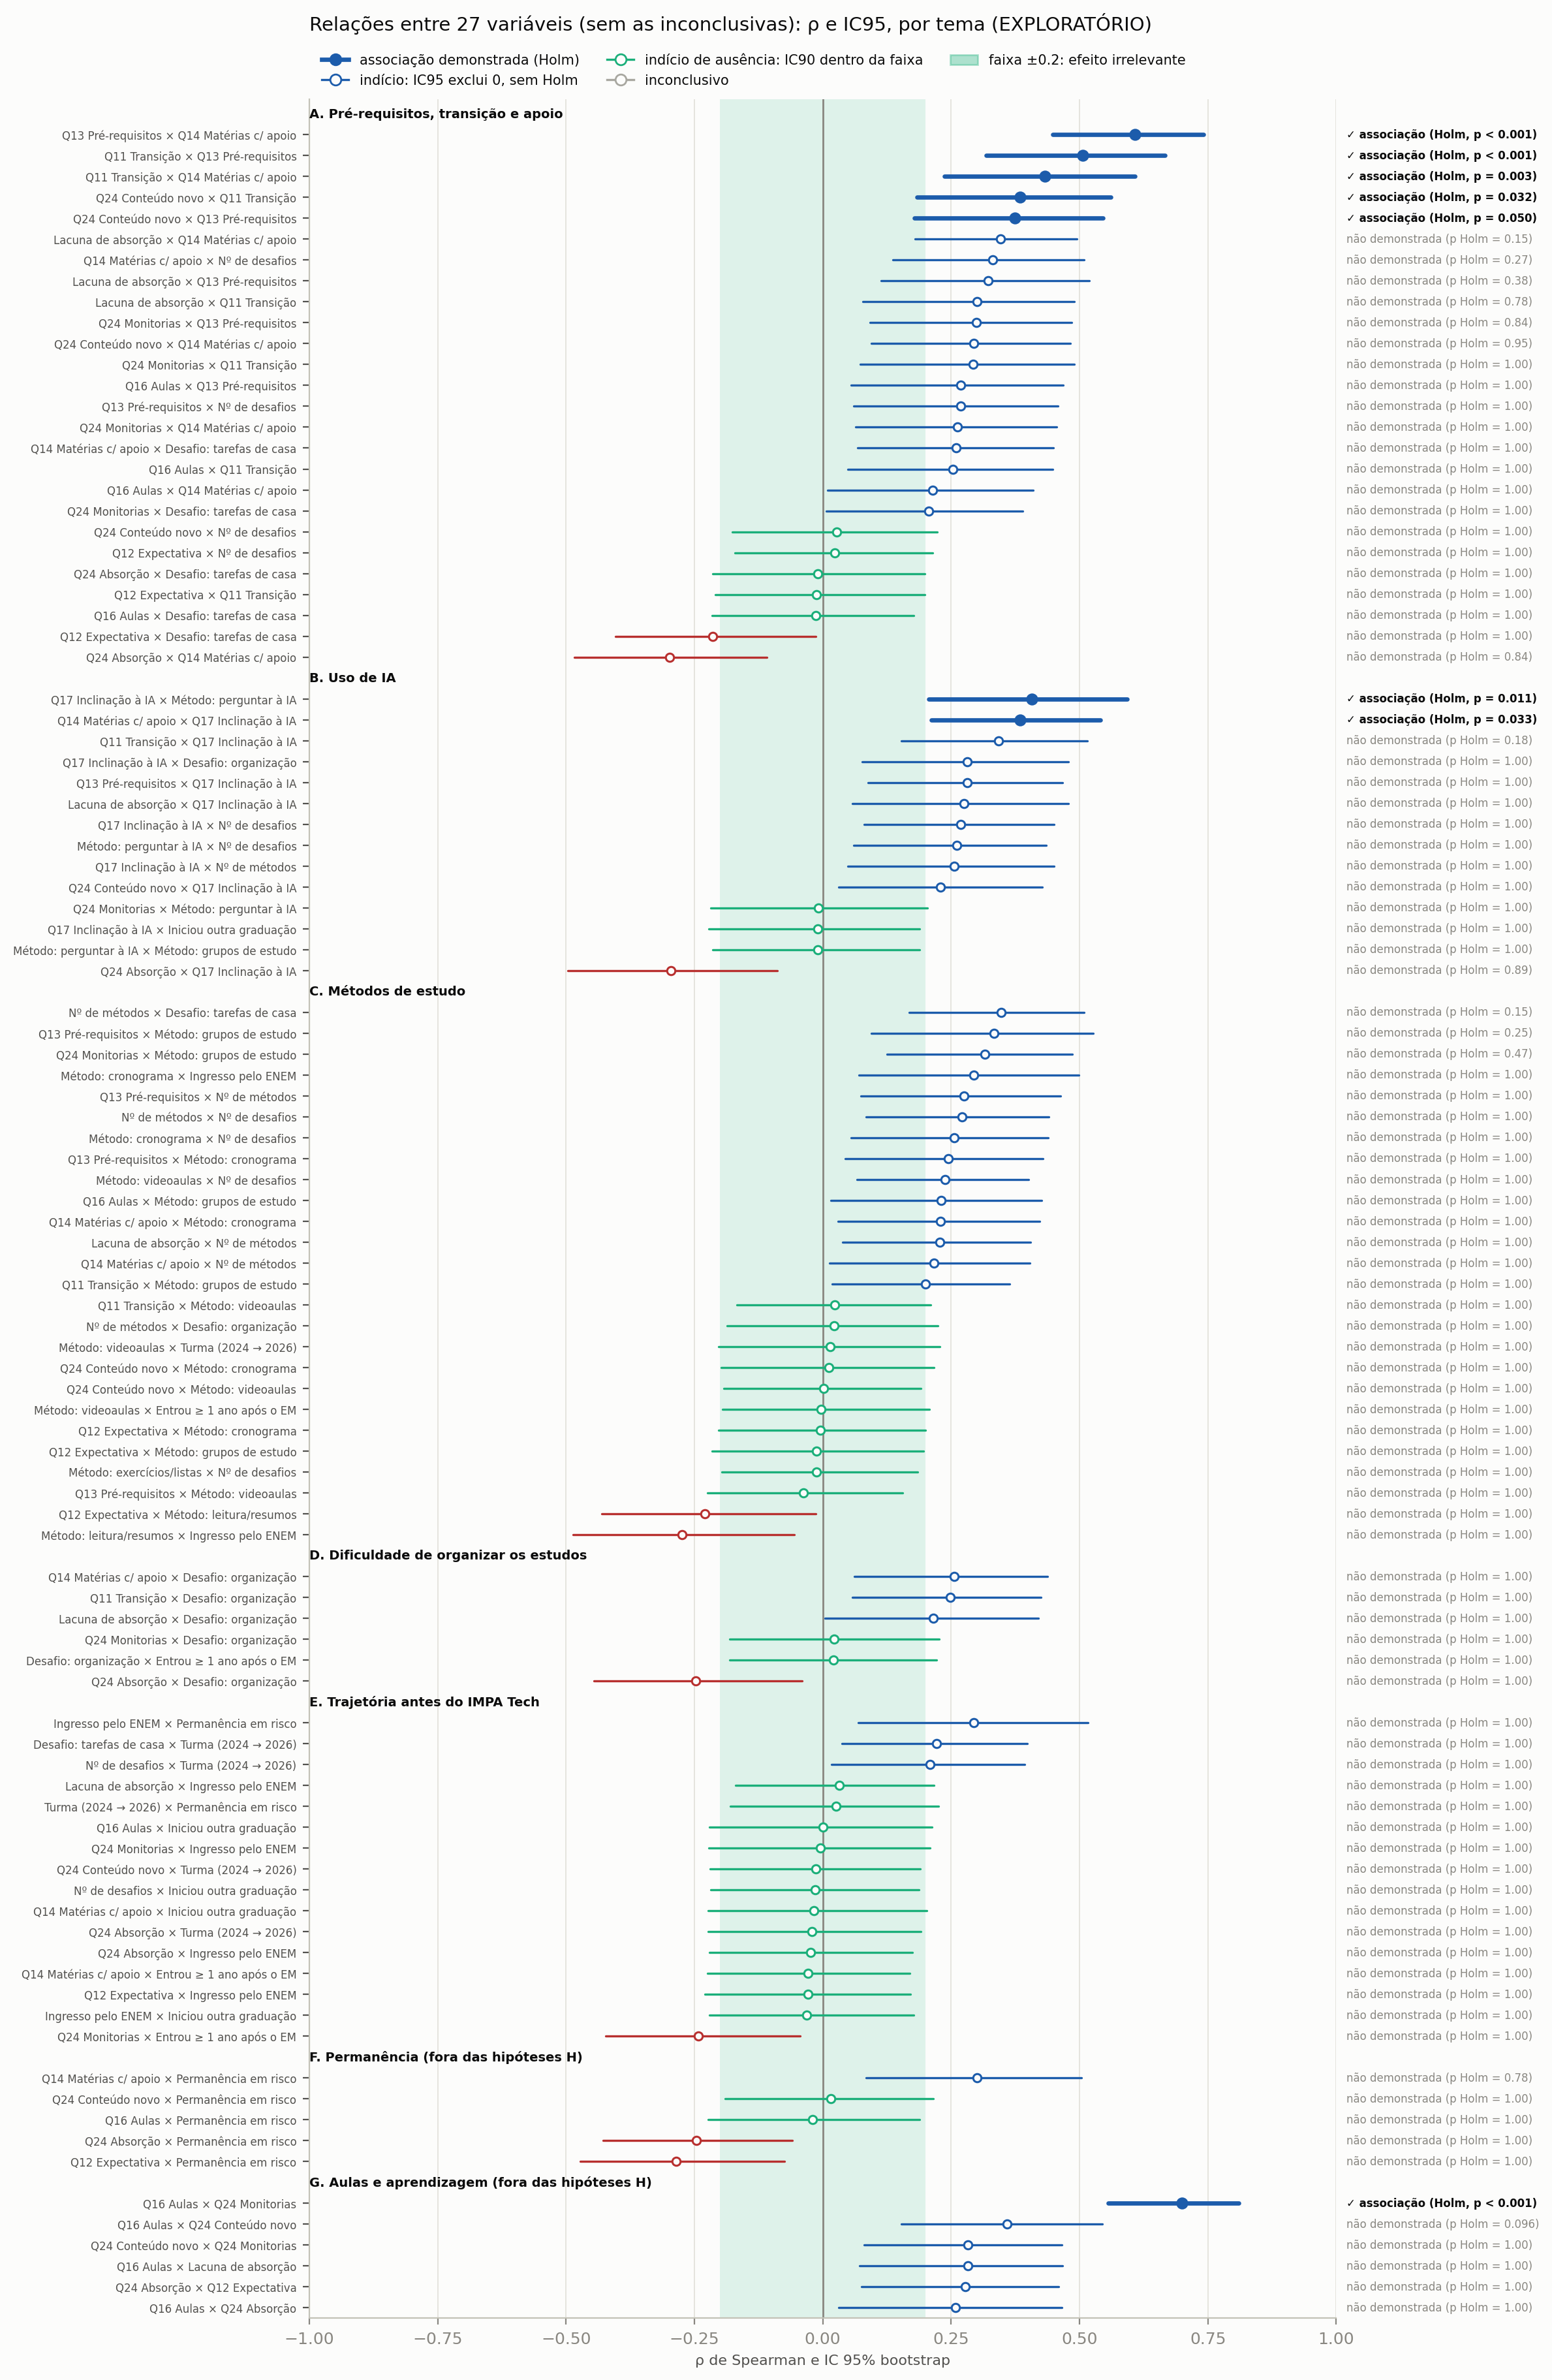 Relações entre 27 variáveis (sem as inconclusivas): ρ e IC95, por tema (EXPLORATÓRIO)
associação demonstrada (Holm)
indício: IC95 exclui 0, sem Holm
indício de ausência: IC90 dentro da faixa
inconclusivo
faixa ±0.2: efeito irrelevante
A. Pré-requisitos, transição e apoio
Q13 Pré-requisitos × Q14 Matérias c/ apoio ✓ associação (Holm, p < 0.001)
Q11 Transição × Q13 Pré-requisitos ✓ associação (Holm, p < 0.001)
Q11 Transição × Q14 Matérias c/ apoio ✓ associação (Holm, p = 0.003)
Q24 Conteúdo novo × Q11 Transição ✓ associação (Holm, p = 0.032)
Q24 Conteúdo novo × Q13 Pré-requisitos ✓ associação (Holm, p = 0.050)
Lacuna de absorção × Q14 Matérias c/ apoio não demonstrada (p Holm = 0.15)
Q14 Matérias c/ apoio × Nº de desafios não demonstrada (p Holm = 0.27)
Lacuna de absorção × Q13 Pré-requisitos não demonstrada (p Holm = 0.38)
Lacuna de absorção × Q11 Transição não demonstrada (p Holm = 0.78)
Q24 Monitorias × Q13 Pré-requisitos não demonstrada (p Holm = 0.84)
Q24 Conteúdo novo × Q14 Matérias c/ apoio não demonstrada (p Holm = 0.95)
Q24 Monitorias × Q11 Transição não demonstrada (p Holm = 1.00)
Q16 Aulas × Q13 Pré-requisitos não demonstrada (p Holm = 1.00)
Q13 Pré-requisitos × Nº de desafios não demonstrada (p Holm = 1.00)
Q24 Monitorias × Q14 Matérias c/ apoio não demonstrada (p Holm = 1.00)
Q14 Matérias c/ apoio × Desafio: tarefas de casa não demonstrada (p Holm = 1.00)
Q16 Aulas × Q11 Transição não demonstrada (p Holm = 1.00)
Q16 Aulas × Q14 Matérias c/ apoio não demonstrada (p Holm = 1.00)
Q24 Monitorias × Desafio: tarefas de casa não demonstrada (p Holm = 1.00)
Q24 Conteúdo novo × Nº de desafios não demonstrada (p Holm = 1.00)
Q12 Expectativa × Nº de desafios não demonstrada (p Holm = 1.00)
Q24 Absorção × Desafio: tarefas de casa não demonstrada (p Holm = 1.00)
Q12 Expectativa × Q11 Transição não demonstrada (p Holm = 1.00)
Q16 Aulas × Desafio: tarefas de casa não demonstrada (p Holm = 1.00)
Q12 Expectativa × Desafio: tarefas de casa não demonstrada (p Holm = 1.00)
Q24 Absorção × Q14 Matérias c/ apoio não demonstrada (p Holm = 0.84)
B. Uso de IA
Q17 Inclinação à IA × Método: perguntar à IA ✓ associação (Holm, p = 0.011)
Q14 Matérias c/ apoio × Q17 Inclinação à IA ✓ associação (Holm, p = 0.033)
Q11 Transição × Q17 Inclinação à IA não demonstrada (p Holm = 0.18)
Q17 Inclinação à IA × Desafio: organização não demonstrada (p Holm = 1.00)
Q13 Pré-requisitos × Q17 Inclinação à IA não demonstrada (p Holm = 1.00)
Lacuna de absorção × Q17 Inclinação à IA não demonstrada (p Holm = 1.00)
Q17 Inclinação à IA × Nº de desafios não demonstrada (p Holm = 1.00)
Método: perguntar à IA × Nº de desafios não demonstrada (p Holm = 1.00)
Q17 Inclinação à IA × Nº de métodos não demonstrada (p Holm = 1.00)
Q24 Conteúdo novo × Q17 Inclinação à IA não demonstrada (p Holm = 1.00)
Q24 Monitorias × Método: perguntar à IA não demonstrada (p Holm = 1.00)
Q17 Inclinação à IA × Iniciou outra graduação não demonstrada (p Holm = 1.00)
Método: perguntar à IA × Método: grupos de estudo não demonstrada (p Holm = 1.00)
Q24 Absorção × Q17 Inclinação à IA não demonstrada (p Holm = 0.89)
C. Métodos de estudo
Nº de métodos × Desafio: tarefas de casa não demonstrada (p Holm = 0.15)
Q13 Pré-requisitos × Método: grupos de estudo não demonstrada (p Holm = 0.25)
Q24 Monitorias × Método: grupos de estudo não demonstrada (p Holm = 0.47)
Método: cronograma × Ingresso pelo ENEM não demonstrada (p Holm = 1.00)
Q13 Pré-requisitos × Nº de métodos não demonstrada (p Holm = 1.00)
Nº de métodos × Nº de desafios não demonstrada (p Holm = 1.00)
Método: cronograma × Nº de desafios não demonstrada (p Holm = 1.00)
Q13 Pré-requisitos × Método: cronograma não demonstrada (p Holm = 1.00)
Método: videoaulas × Nº de desafios não demonstrada (p Holm = 1.00)
Q16 Aulas × Método: grupos de estudo não demonstrada (p Holm = 1.00)
Q14 Matérias c/ apoio × Método: cronograma não demonstrada (p Holm = 1.00)
Lacuna de absorção × Nº de métodos não demonstrada (p Holm = 1.00)
Q14 Matérias c/ apoio × Nº de métodos não demonstrada (p Holm = 1.00)
Q11 Transição × Método: grupos de estudo não demonstrada (p Holm = 1.00)
Q11 Transição × Método: videoaulas não demonstrada (p Holm = 1.00)
Nº de métodos × Desafio: organização não demonstrada (p Holm = 1.00)
Método: videoaulas × Turma (2024 → 2026) não demonstrada (p Holm = 1.00)
Q24 Conteúdo novo × Método: cronograma não demonstrada (p Holm = 1.00)
Q24 Conteúdo novo × Método: videoaulas não demonstrada (p Holm = 1.00)
Método: videoaulas × Entrou ≥ 1 ano após o EM não demonstrada (p Holm = 1.00)
Q12 Expectativa × Método: cronograma não demonstrada (p Holm = 1.00)
Q12 Expectativa × Método: grupos de estudo não demonstrada (p Holm = 1.00)
Método: exercícios/listas × Nº de desafios não demonstrada (p Holm = 1.00)
Q13 Pré-requisitos × Método: videoaulas não demonstrada (p Holm = 1.00)
Q12 Expectativa × Método: leitura/resumos não demonstrada (p Holm = 1.00)
Método: leitura/resumos × Ingresso pelo ENEM não demonstrada (p Holm = 1.00)
D. Dificuldade de organizar os estudos
Q14 Matérias c/ apoio × Desafio: organização não demonstrada (p Holm = 1.00)
Q11 Transição × Desafio: organização não demonstrada (p Holm = 1.00)
Lacuna de absorção × Desafio: organização não demonstrada (p Holm = 1.00)
Q24 Monitorias × Desafio: organização não demonstrada (p Holm = 1.00)
Desafio: organização × Entrou ≥ 1 ano após o EM não demonstrada (p Holm = 1.00)
Q24 Absorção × Desafio: organização não demonstrada (p Holm = 1.00)
E. Trajetória antes do IMPA Tech
Ingresso pelo ENEM × Permanência em risco não demonstrada (p Holm = 1.00)
Desafio: tarefas de casa × Turma (2024 → 2026) não demonstrada (p Holm = 1.00)
Nº de desafios × Turma (2024 → 2026) não demonstrada (p Holm = 1.00)
Lacuna de absorção × Ingresso pelo ENEM não demonstrada (p Holm = 1.00)
Turma (2024 → 2026) × Permanência em risco não demonstrada (p Holm = 1.00)
Q16 Aulas × Iniciou outra graduação não demonstrada (p Holm = 1.00)
Q24 Monitorias × Ingresso pelo ENEM não demonstrada (p Holm = 1.00)
Q24 Conteúdo novo × Turma (2024 → 2026) não demonstrada (p Holm = 1.00)
Nº de desafios × Iniciou outra graduação não demonstrada (p Holm = 1.00)
Q14 Matérias c/ apoio × Iniciou outra graduação não demonstrada (p Holm = 1.00)
Q24 Absorção × Turma (2024 → 2026) não demonstrada (p Holm = 1.00)
Q24 Absorção × Ingresso pelo ENEM não demonstrada (p Holm = 1.00)
Q14 Matérias c/ apoio × Entrou ≥ 1 ano após o EM não demonstrada (p Holm = 1.00)
Q12 Expectativa × Ingresso pelo ENEM não demonstrada (p Holm = 1.00)
Ingresso pelo ENEM × Iniciou outra graduação não demonstrada (p Holm = 1.00)
Q24 Monitorias × Entrou ≥ 1 ano após o EM não demonstrada (p Holm = 1.00)
F. Permanência (fora das hipóteses H)
Q14 Matérias c/ apoio × Permanência em risco não demonstrada (p Holm = 0.78)
Q24 Conteúdo novo × Permanência em risco não demonstrada (p Holm = 1.00)
Q16 Aulas × Permanência em risco não demonstrada (p Holm = 1.00)
Q24 Absorção × Permanência em risco não demonstrada (p Holm = 1.00)
Q12 Expectativa × Permanência em risco não demonstrada (p Holm = 1.00)
G. Aulas e aprendizagem (fora das hipóteses H)
Q16 Aulas × Q24 Monitorias ✓ associação (Holm, p < 0.001)
Q16 Aulas × Q24 Conteúdo novo não demonstrada (p Holm = 0.096)
Q24 Conteúdo novo × Q24 Monitorias não demonstrada (p Holm = 1.00)
Q16 Aulas × Lacuna de absorção não demonstrada (p Holm = 1.00)
Q24 Absorção × Q12 Expectativa não demonstrada (p Holm = 1.00)
Q16 Aulas × Q24 Absorção não demonstrada (p Holm = 1.00)
−1.00 −0.75 −0.50 −0.25 0.00 0.25 0.50 0.75 1.00
ρ de Spearman e IC 95% bootstrap